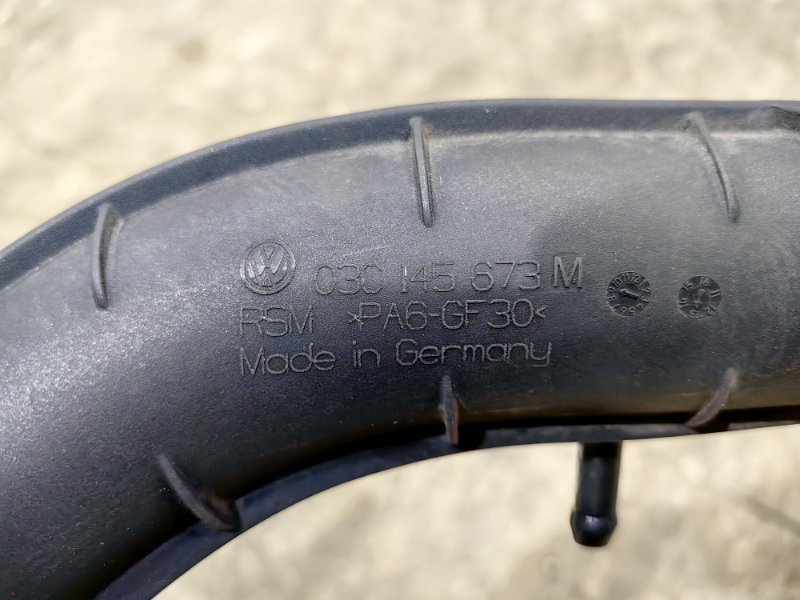 03C 145 673 M
RSM >PA6-GF30<
Made in Germany